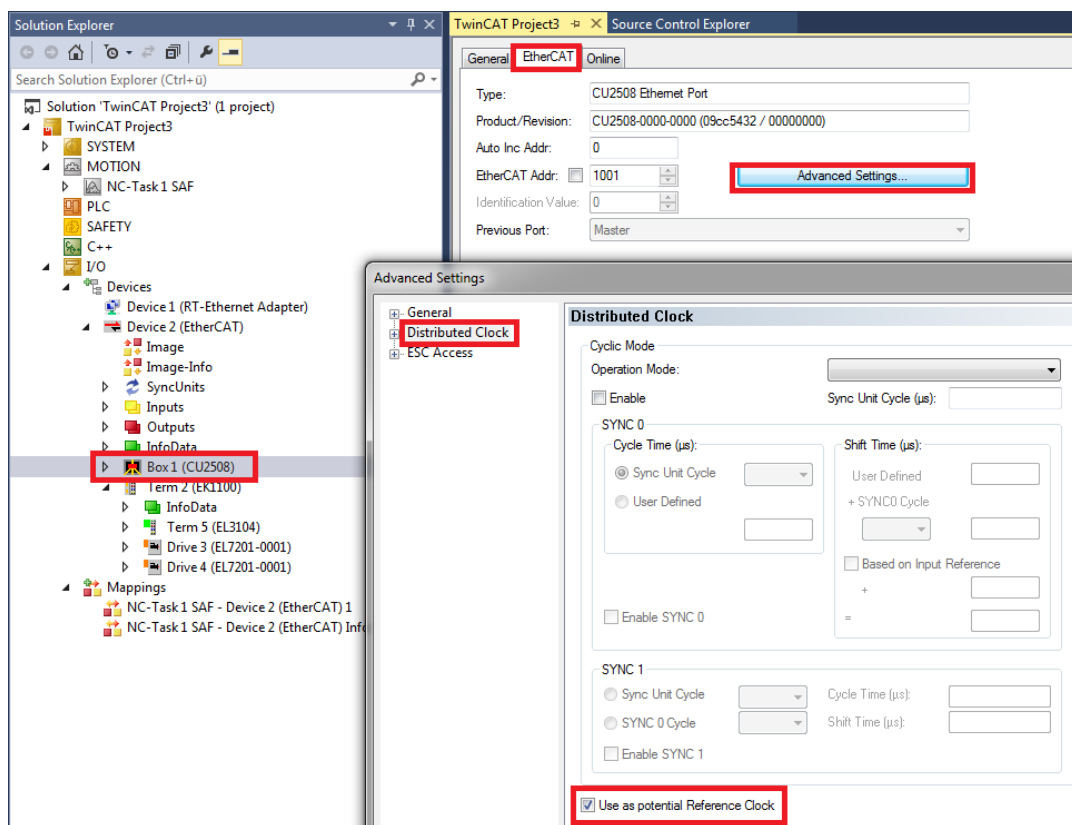 Solution Explorer
Search Solution Explorer (Ctrl+ü)
Solution 'TwinCAT Project3' (1 project)
TwinCAT Project3
SYSTEM
MOTION
NC-Task 1 SAF
PLC
SAFETY
C++
I/O
Devices
Device 1 (RT-Ethernet Adapter)
Device 2 (EtherCAT)
Image
Image-Info
SyncUnits
Inputs
Outputs
InfoData
Box 1 (CU2508)
Term 2 (EK1100)
InfoData
Term 5 (EL3104)
Drive 3 (EL7201-0001)
Drive 4 (EL7201-0001)
Mappings
NC-Task 1 SAF - Device 2 (EtherCAT) 1
NC-Task 1 SAF - Device 2 (EtherCAT) Info
TwinCAT Project3 Source Control Explorer
General EtherCAT Online
Type: CU2508 Ethernet Port
Product/Revision: CU2508-0000-0000 (09cc5432 / 00000000)
Auto Inc Addr: 0
EtherCAT Addr: 1001 Advanced Settings...
Identification Value: 0
Previous Port: Master
Advanced Settings
General
Distributed Clock
ESC Access
Distributed Clock
Cyclic Mode
Operation Mode:
Enable Sync Unit Cycle (µs):
SYNC 0
Cycle Time (µs): Shift Time (µs):
Sync Unit Cycle User Defined
User Defined + SYNC0 Cycle
Based on Input Reference
+
Enable SYNC 0 =
SYNC 1
Sync Unit Cycle Cycle Time (µs):
SYNC 0 Cycle Shift Time (µs):
Enable SYNC 1
Use as potential Reference Clock